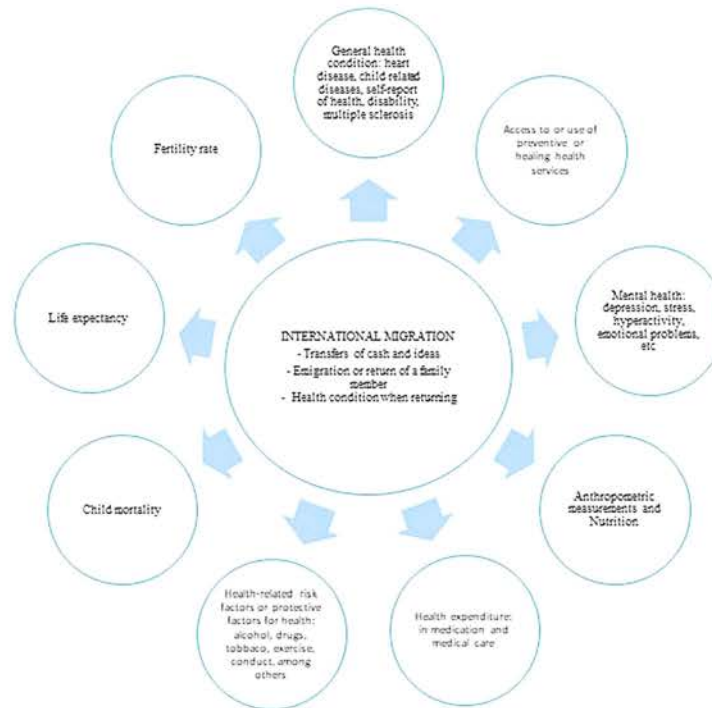 General health
condition: heart
disease, child related
diseases, self-report
of health, disability,
multiple sclerosis
Access to or use of
preventive or
healing health
services
Mental health:
depression, stress,
hyperactivity,
emotional problems,
etc
Anthropometric
measurements and
Nutrition
Health expenditure:
in medication and
medical care
Health-related risk
factors or protective
factors for health:
alcohol, drugs,
tobbaco, exercise,
conduct, among
others
Child mortality
Life expectancy
Fertility rate
INTERNATIONAL MIGRATION
- Transfers of cash and ideas
- Emigration or return of a family
member
- Health condition when returning